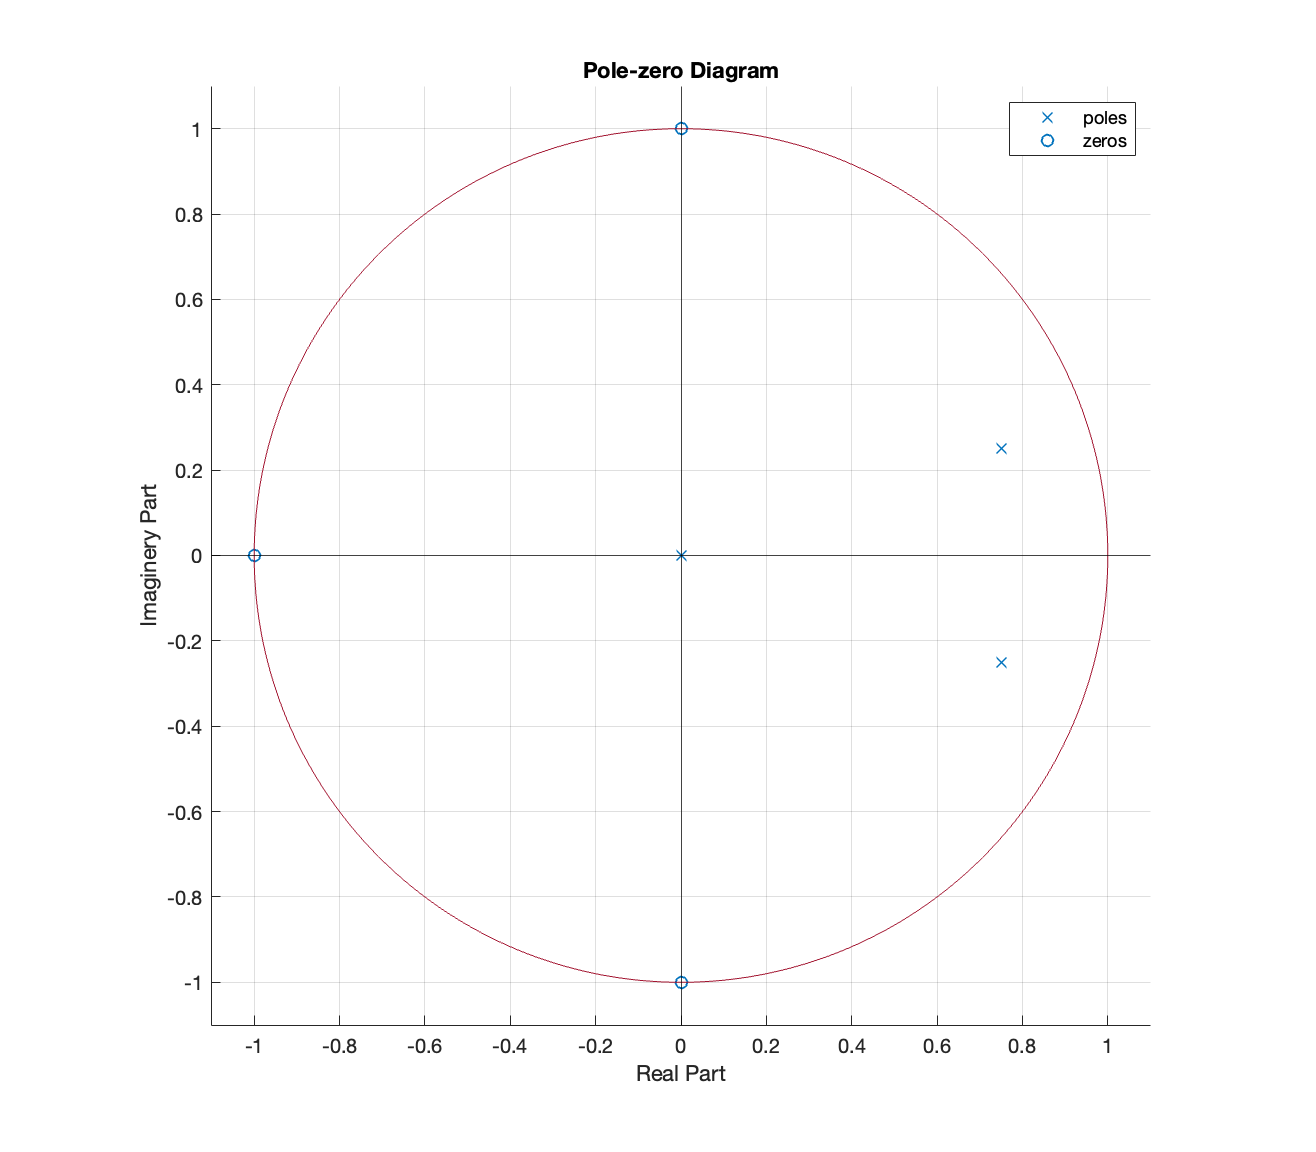 Pole-zero Diagram
poles
zeros
1
0.8
0.6
0.4
0.2
0
-0.2
-0.4
-0.6
-0.8
-1
Imaginery Part
-1 -0.8 -0.6 -0.4 -0.2 0 0.2 0.4 0.6 0.8 1
Real Part